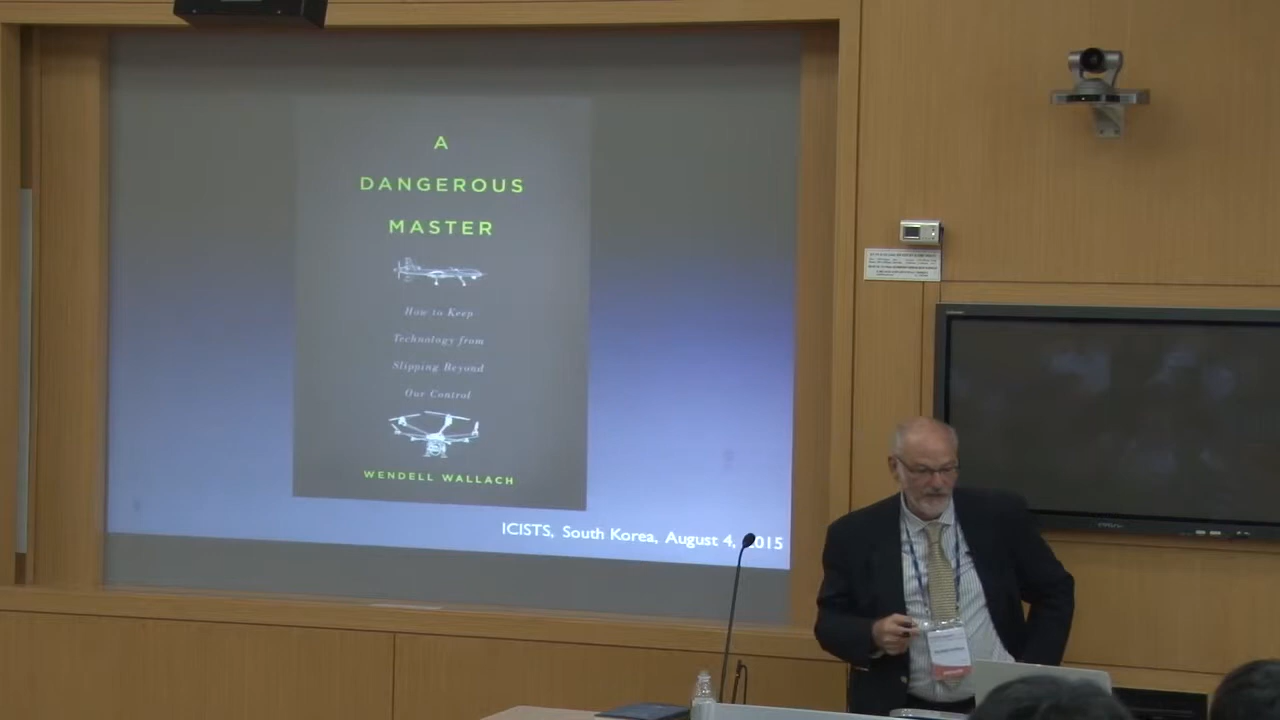 A
DANGEROUS
MASTER
How to Keep
Technology from
Slipping Beyond
Our Control
WENDELL WALLACH
ICISTS, South Korea, August 4, 2015